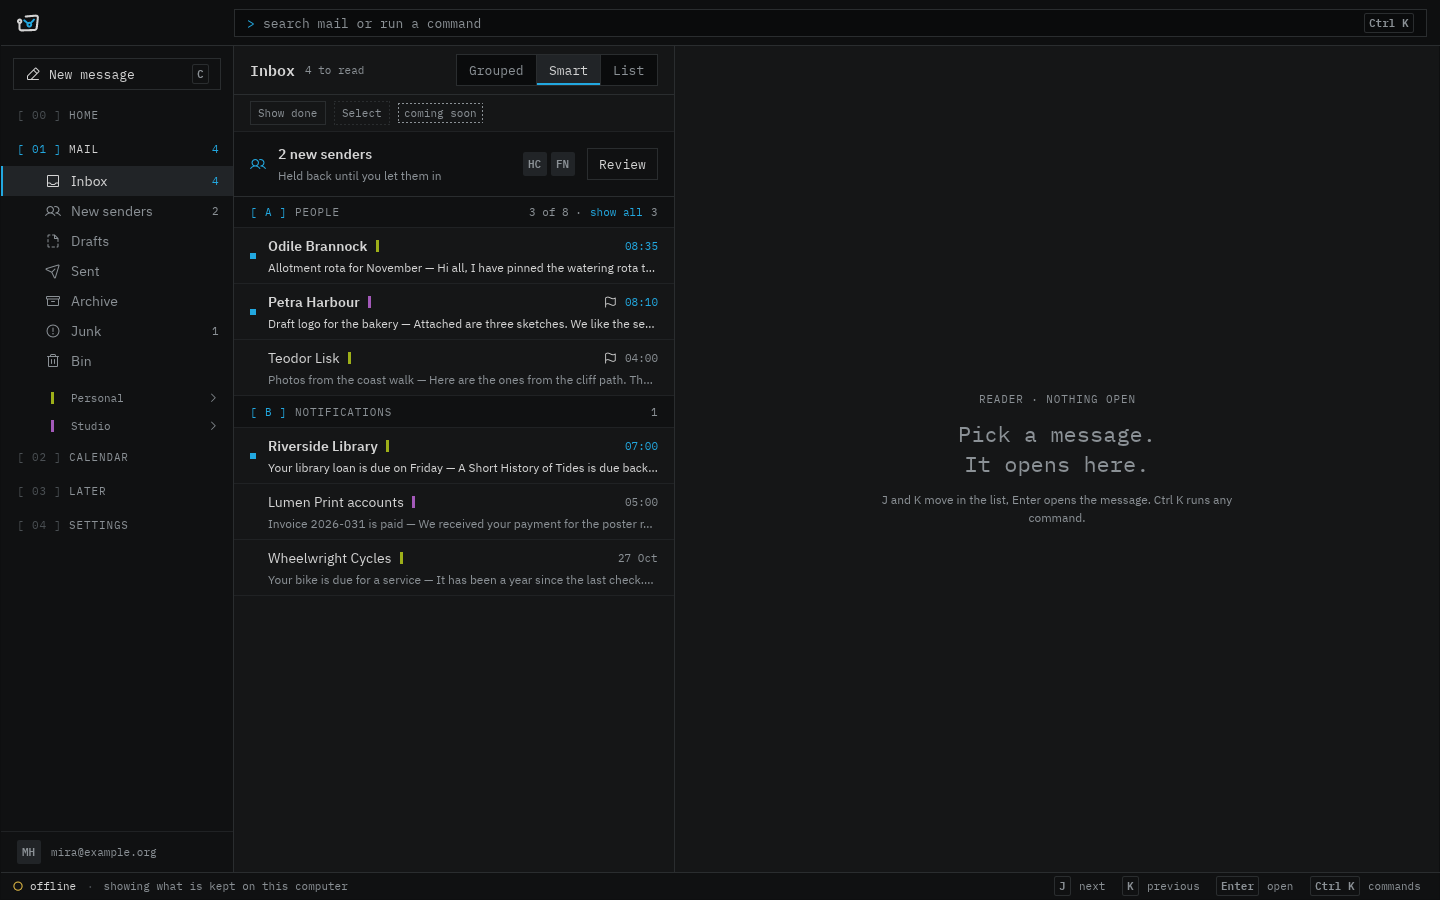 > search mail or run a command Ctrl K
New message C
Inbox 4 to read Grouped Smart List
Show done Select coming soon
[ 00 ] HOME
[ 01 ] MAIL 4
Inbox 4
New senders 2
Drafts
Sent
Archive
Junk 1
Bin
Personal
Studio
[ 02 ] CALENDAR
[ 03 ] LATER
[ 04 ] SETTINGS
MH mira@example.org
2 new senders
Held back until you let them in
HC FN Review
[ A ] PEOPLE 3 of 8 · show all 3
Odile Brannock 08:35
Allotment rota for November — Hi all, I have pinned the watering rota t...
Petra Harbour 08:10
Draft logo for the bakery — Attached are three sketches. We like the se...
Teodor Lisk 04:00
Photos from the coast walk — Here are the ones from the cliff path. Th...
[ B ] NOTIFICATIONS 1
Riverside Library 07:00
Your library loan is due on Friday — A Short History of Tides is due back...
Lumen Print accounts 05:00
Invoice 2026-031 is paid — We received your payment for the poster r...
Wheelwright Cycles 27 Oct
Your bike is due for a service — It has been a year since the last check....
READER · NOTHING OPEN
Pick a message.
It opens here.
J and K move in the list, Enter opens the message. Ctrl K runs any
command.
offline · showing what is kept on this computer
J next K previous Enter open Ctrl K commands